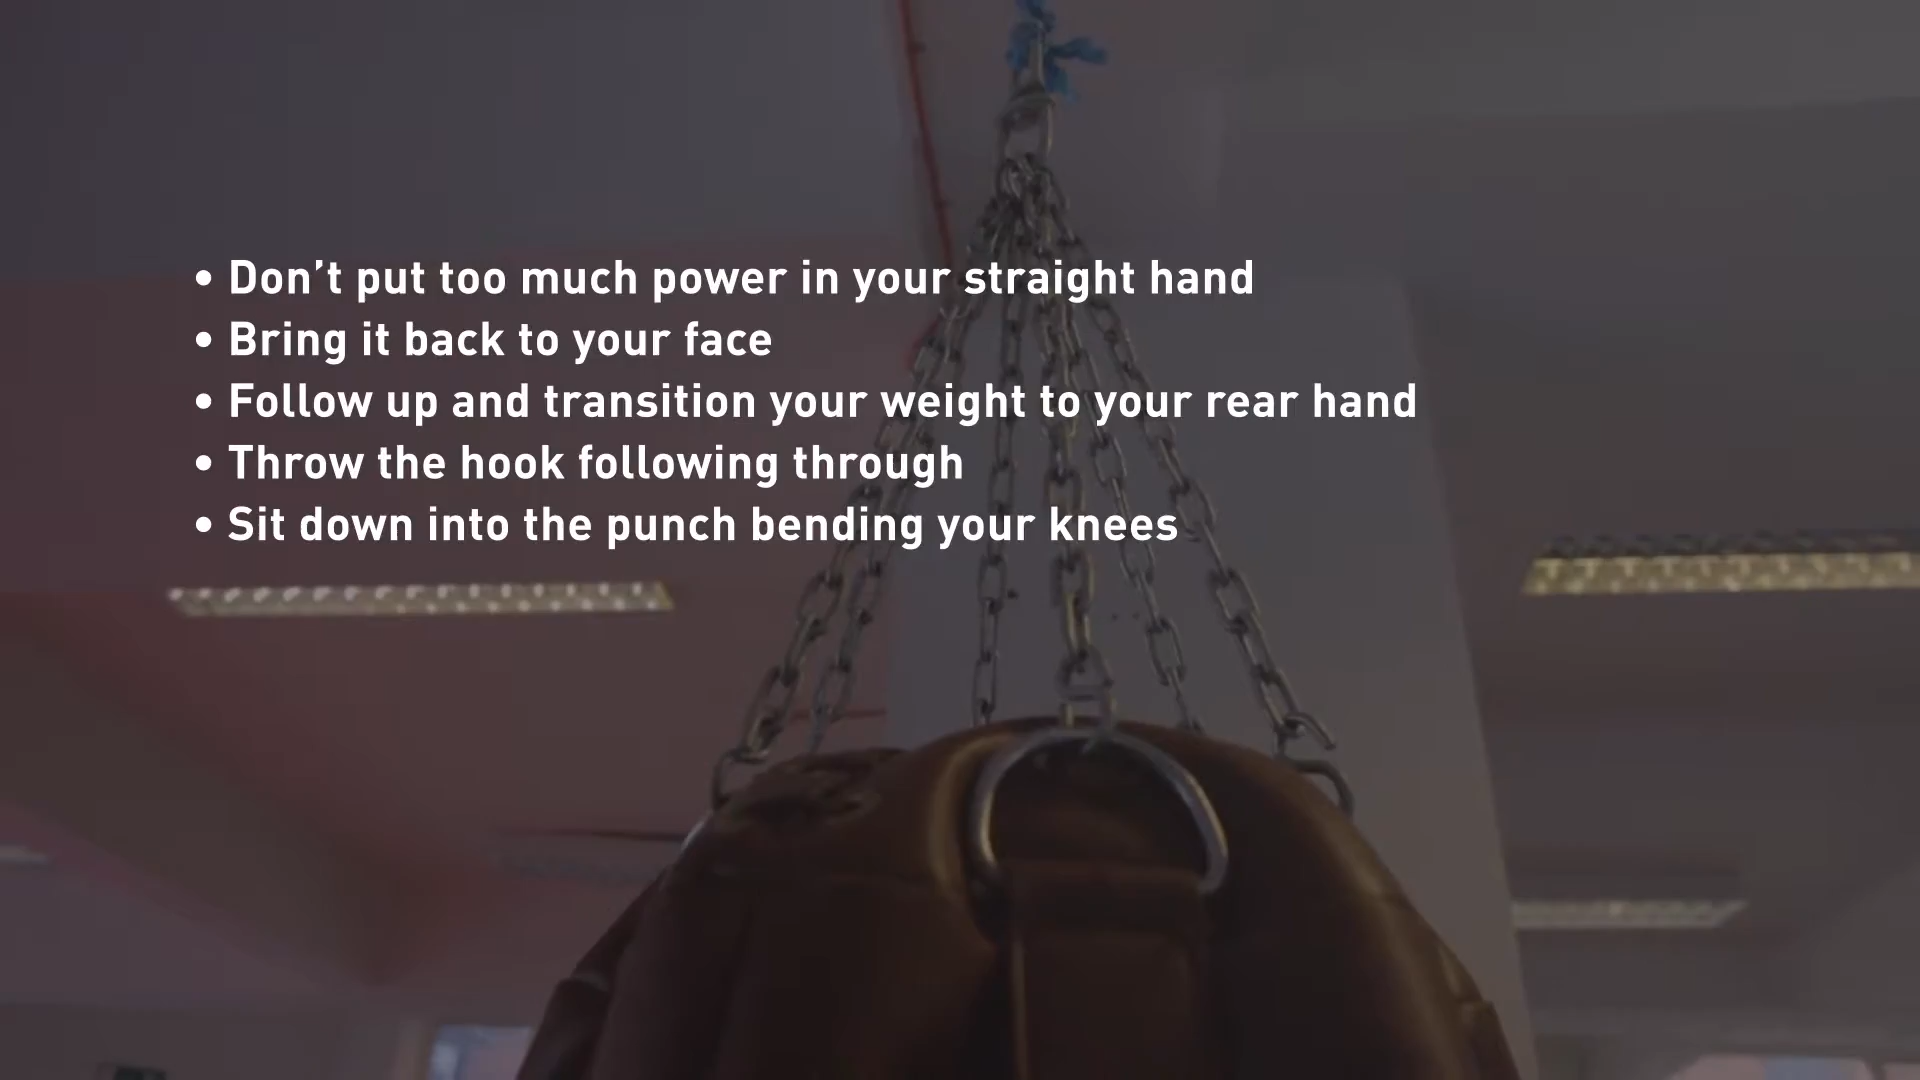 • Don't put too much power in your straight hand
• Bring it back to your face
• Follow up and transition your weight to your rear hand
• Throw the hook following through
• Sit down into the punch bending your knees